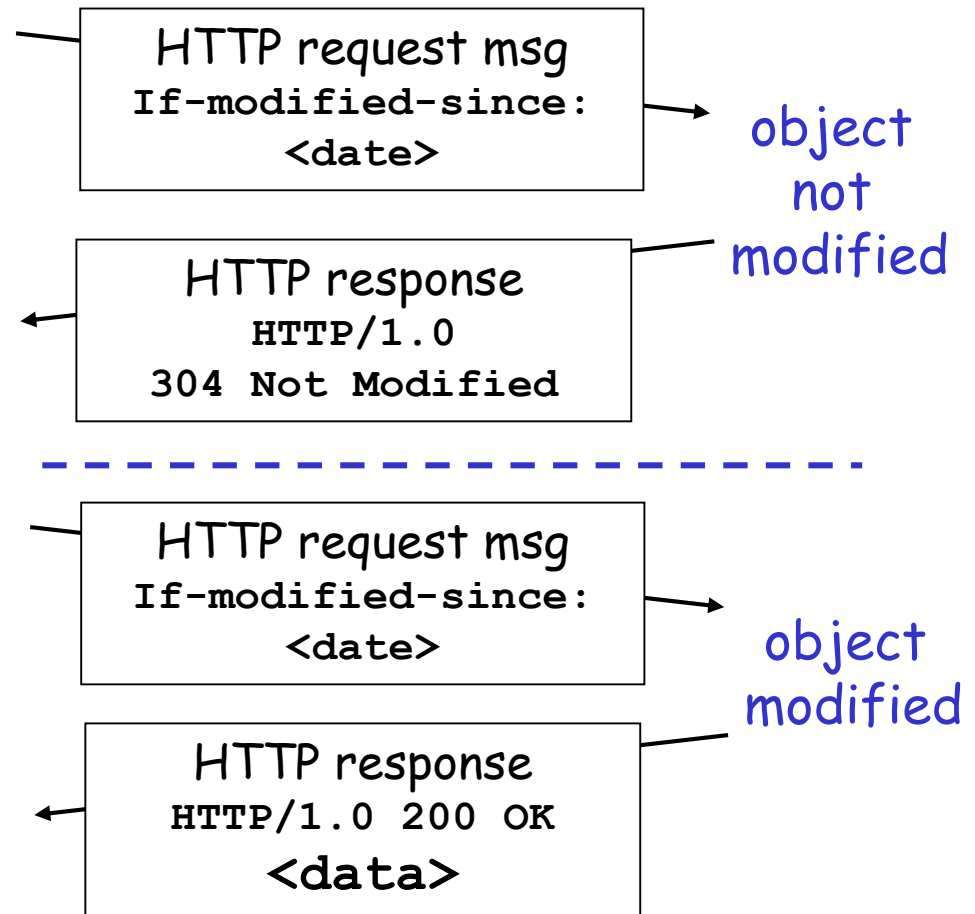 HTTP request msg
If-modified-since:
<date>
object
not
modified
HTTP response
HTTP/1.0
304 Not Modified
HTTP request msg
If-modified-since:
<date>
object
modified
HTTP response
HTTP/1.0 200 OK
<data>